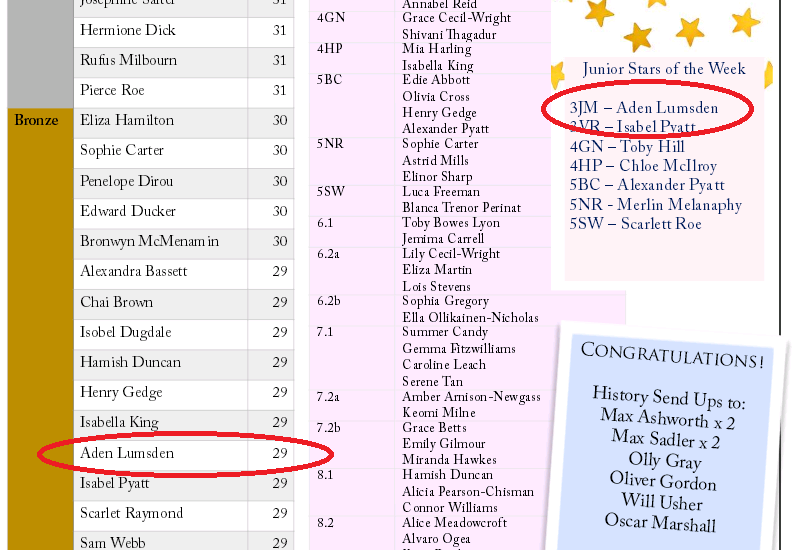 Josephine Salter 31
Hermione Dick 31
Rufus Milbourn 31
Pierce Roe 31
Bronze Eliza Hamilton 30
Sophie Carter 30
Penelope Dirou 30
Edward Ducker 30
Bronwyn McMenamin 30
Alexandra Bassett 29
Chai Brown 29
Isobel Dugdale 29
Hamish Duncan 29
Henry Gedge 29
Isabella King 29
Aden Lumsden 29
Isabel Pyatt 29
Scarlet Raymond 29
Sam Webb 29
Annabel Reid
4GN Grace Cecil-Wright
Shivani Thagadur
4HP Mia Harling
Isabella King
5BC Edie Abbott
Olivia Cross
Henry Gedge
Alexander Pyatt
5NR Sophie Carter
Astrid Mills
Elinor Sharp
5SW Luca Freeman
Blanca Trenor Perinat
6.1 Toby Bowes Lyon
Jemima Carrell
6.2a Lily Cecil-Wright
Eliza Martin
Lois Stevens
6.2b Sophia Gregory
Ella Ollikainen-Nicholas
7.1 Summer Candy
Gemma Fitzwilliams
Caroline Leach
Serene Tan
7.2a Amber Arnison-Newgass
Keomi Milne
7.2b Grace Betts
Emily Gilmour
Miranda Hawkes
8.1 Hamish Duncan
Alicia Pearson-Chisman
Connor Williams
8.2 Alice Meadowcroft
Alvaro Ogea
Junior Stars of the Week
3JM – Aden Lumsden
3VR – Isabel Pyatt
4GN – Toby Hill
4HP – Chloe McIlroy
5BC – Alexander Pyatt
5NR - Merlin Melanaphy
5SW – Scarlett Roe
CONGRATULATIONS!
History Send Ups to:
Max Ashworth x 2
Max Sadler x 2
Olly Gray
Oliver Gordon
Will Usher
Oscar Marshall